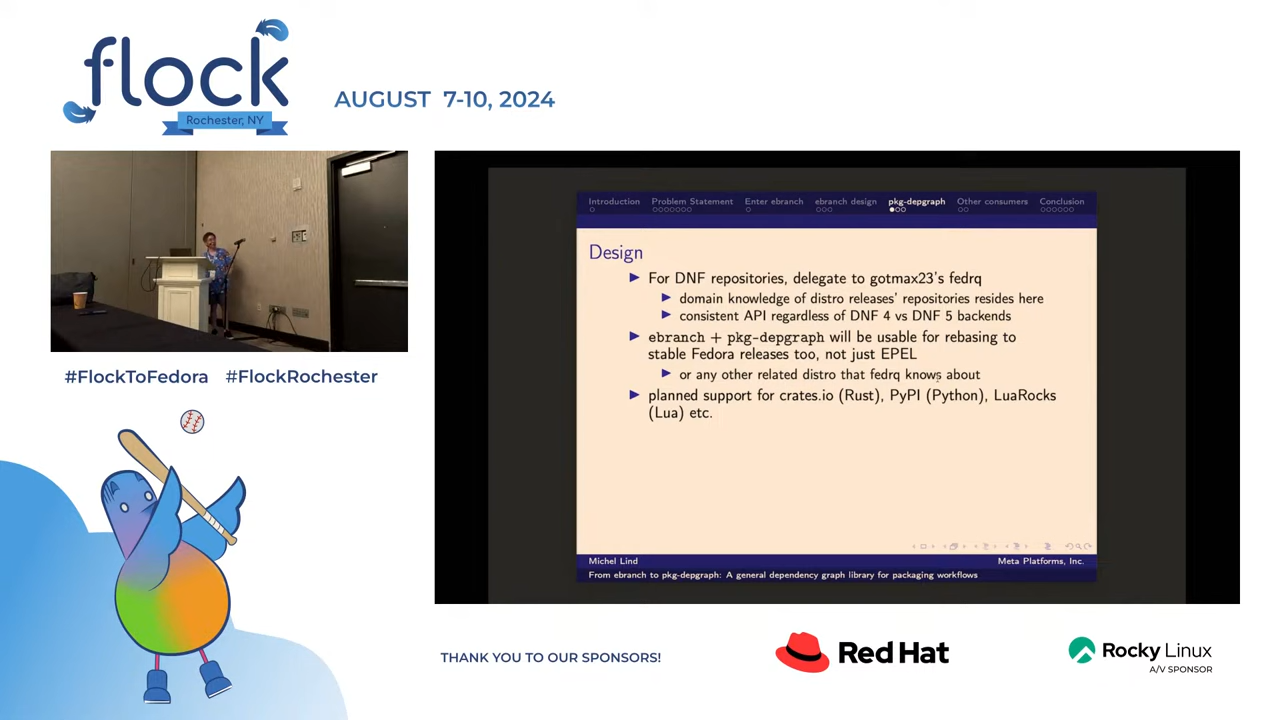 flock
Rochester, NY
AUGUST 7-10, 2024
#FlockToFedora #FlockRochester
Introduction Problem Statement Enter ebranch ebranch design pkg-depgraph Other consumers Conclusion
Design
For DNF repositories, delegate to gotmax23's fedrq
domain knowledge of distro releases' repositories resides here
consistent API regardless of DNF 4 vs DNF 5 backends
ebranch + pkg-depgraph will be usable for rebasing to
stable Fedora releases too, not just EPEL
or any other related distro that fedrq knows about
planned support for crates.io (Rust), PyPI (Python), LuaRocks
(Lua) etc.
Michel Lind Meta Platforms, Inc.
From ebranch to pkg-depgraph: A general dependency graph library for packaging workflows
THANK YOU TO OUR SPONSORS!
Red Hat
Rocky Linux
A/V SPONSOR